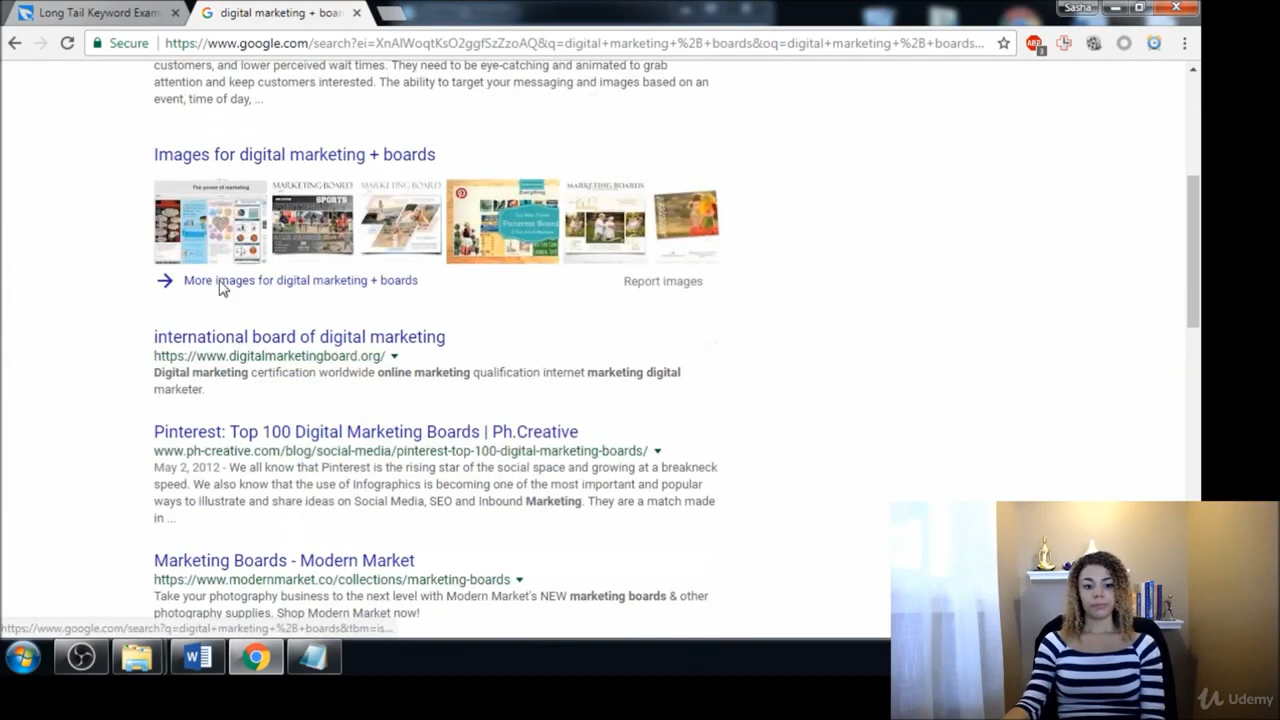 Long Tail Keyword Exam
digital marketing + boar
Sasha
Secure
https://www.google.com/search?ei=XnAlWoqtKsO2ggfSzZzoAQ&q=digital+marketing+%2B+boards&oq=digital+marketing+%2B+boards...
ABP
3
customers, and lower perceived wait times. They need to be eye-catching and animated to grab
attention and keep customers interested. The ability to target your messaging and images based on an
event, time of day, ...
Images for digital marketing + boards
The power of marketing
MARKETING BOARD
SPORTS
MARKETING BOARD
Everything
Pinterest Board
MARKETING BOARDS
More images for digital marketing + boards
Report images
international board of digital marketing
https://www.digitalmarketingboard.org/
Digital marketing certification worldwide online marketing qualification internet marketing digital
marketer.
Pinterest: Top 100 Digital Marketing Boards | Ph.Creative
www.ph-creative.com/blog/social-media/pinterest-top-100-digital-marketing-boards/
May 2, 2012 - We all know that Pinterest is the rising star of the social space and growing at a breakneck
speed. We also know that the use of Infographics is becoming one of the most important and popular
ways to illustrate and share ideas on Social Media, SEO and Inbound Marketing. They are a match made
in ...
Marketing Boards - Modern Market
https://www.modernmarket.co/collections/marketing-boards
Take your photography business to the next level with Modern Market's NEW marketing boards & other
photography supplies. Shop Modern Market now!
https://www.google.com/search?q=digital+marketing+%2B+boards&tbm=is...
Udemy